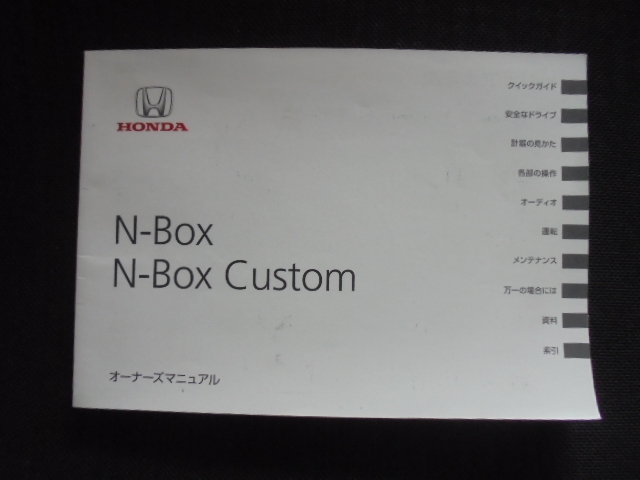 HONDA
N-Box
N-Box Custom
オーナーズマニュアル
クイックガイド
安全なドライブ
計器の見かた
各部の操作
オーディオ
運転
メンテナンス
万一の場合には
資料
索引